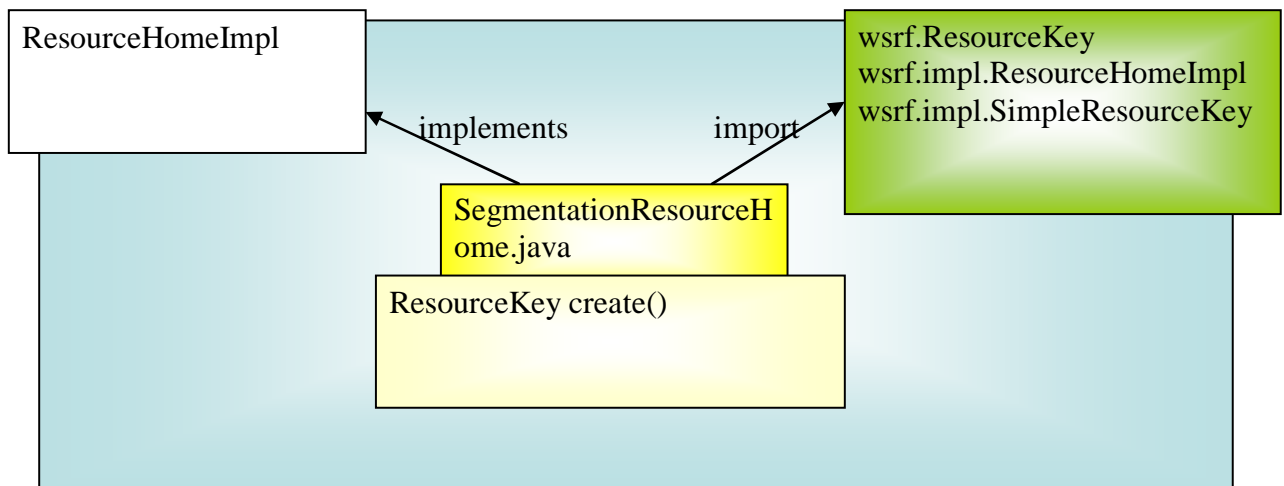 ResourceHomeImpl
wsrf.ResourceKey
wsrf.impl.ResourceHomeImpl
wsrf.impl.SimpleResourceKey
implements
import
SegmentationResourceH
ome.java
ResourceKey create()